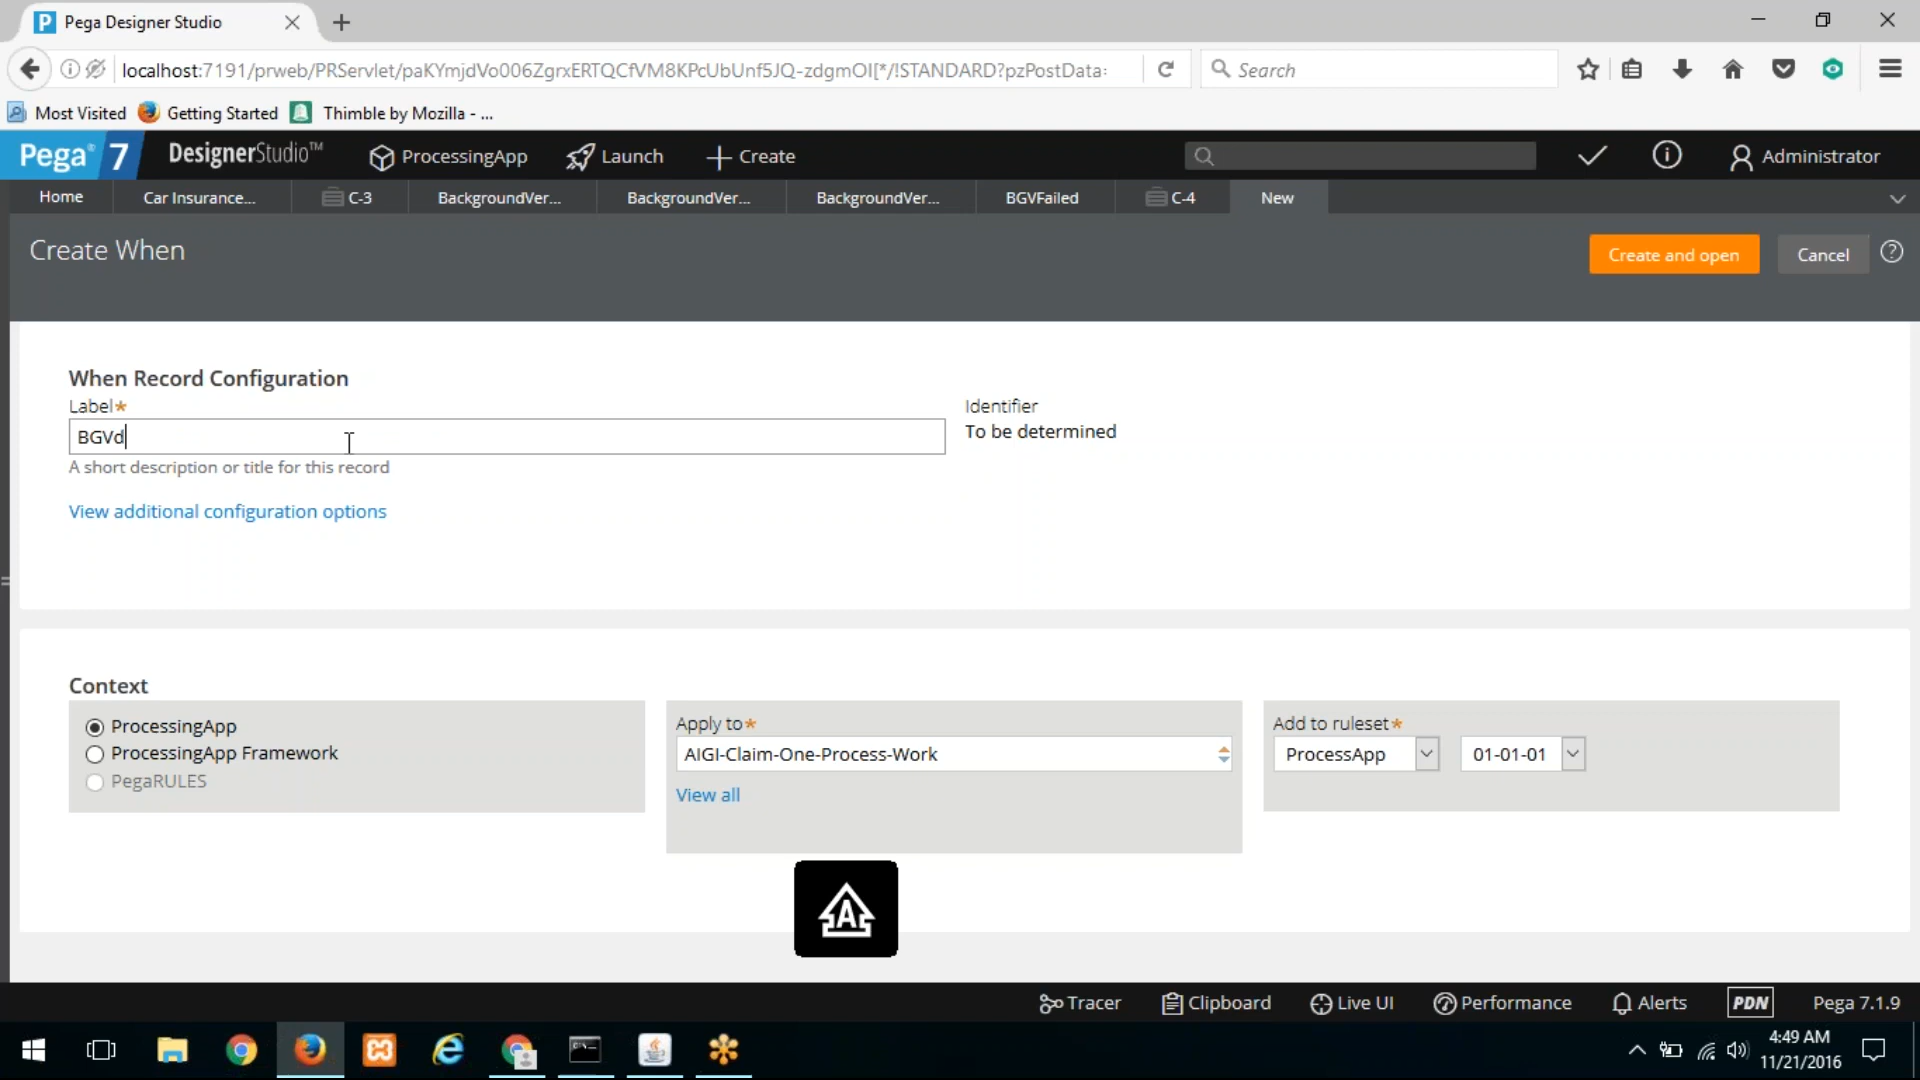 Pega Designer Studio
localhost:7191/prweb/PRServlet/paKYmjdVo006ZgrxERTQCfVM8KPcUbUnf5JQ-zdgmOI[*/!STANDARD?pzPostData:
Search
Most Visited
Getting Started
Thimble by Mozilla - ...
Pega 7
DesignerStudio™
ProcessingApp
Launch
Create
Administrator
Home
Car Insurance...
C-3
BackgroundVer...
BackgroundVer...
BackgroundVer...
BGVFailed
C-4
New
Create When
Create and open
Cancel
When Record Configuration
Label*
Identifier
BGVd
To be determined
A short description or title for this record
View additional configuration options
Context
ProcessingApp
ProcessingApp Framework
PegaRULES
Apply to*
AIGI-Claim-One-Process-Work
View all
Add to ruleset*
ProcessApp
01-01-01
A
Tracer
Clipboard
Live UI
Performance
Alerts
PDN
Pega 7.1.9
4:49 AM
11/21/2016